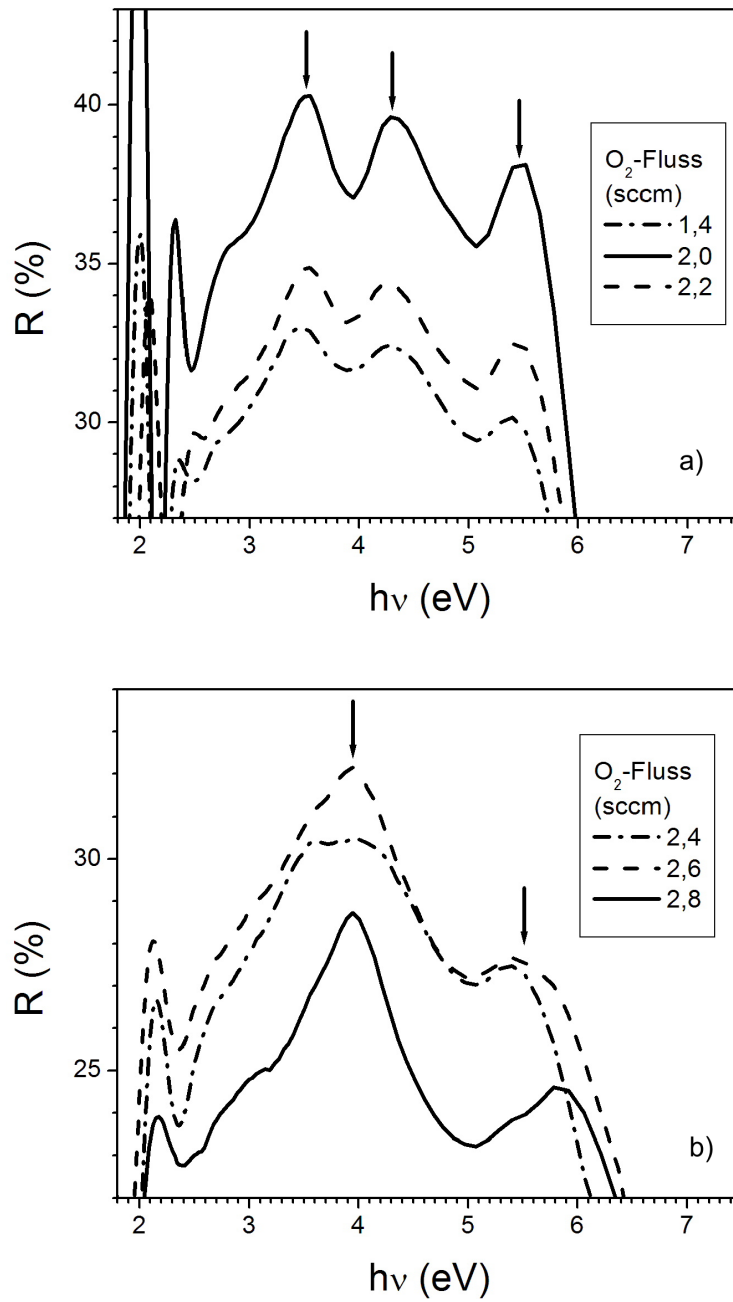 40
35
30
R (%)
O₂-Fluss
(sccm)
1,4
2,0
2,2
a)
2 3 4 5 6 7
hν (eV)
30
25
R (%)
O₂-Fluss
(sccm)
2,4
2,6
2,8
b)
2 3 4 5 6 7
hν (eV)